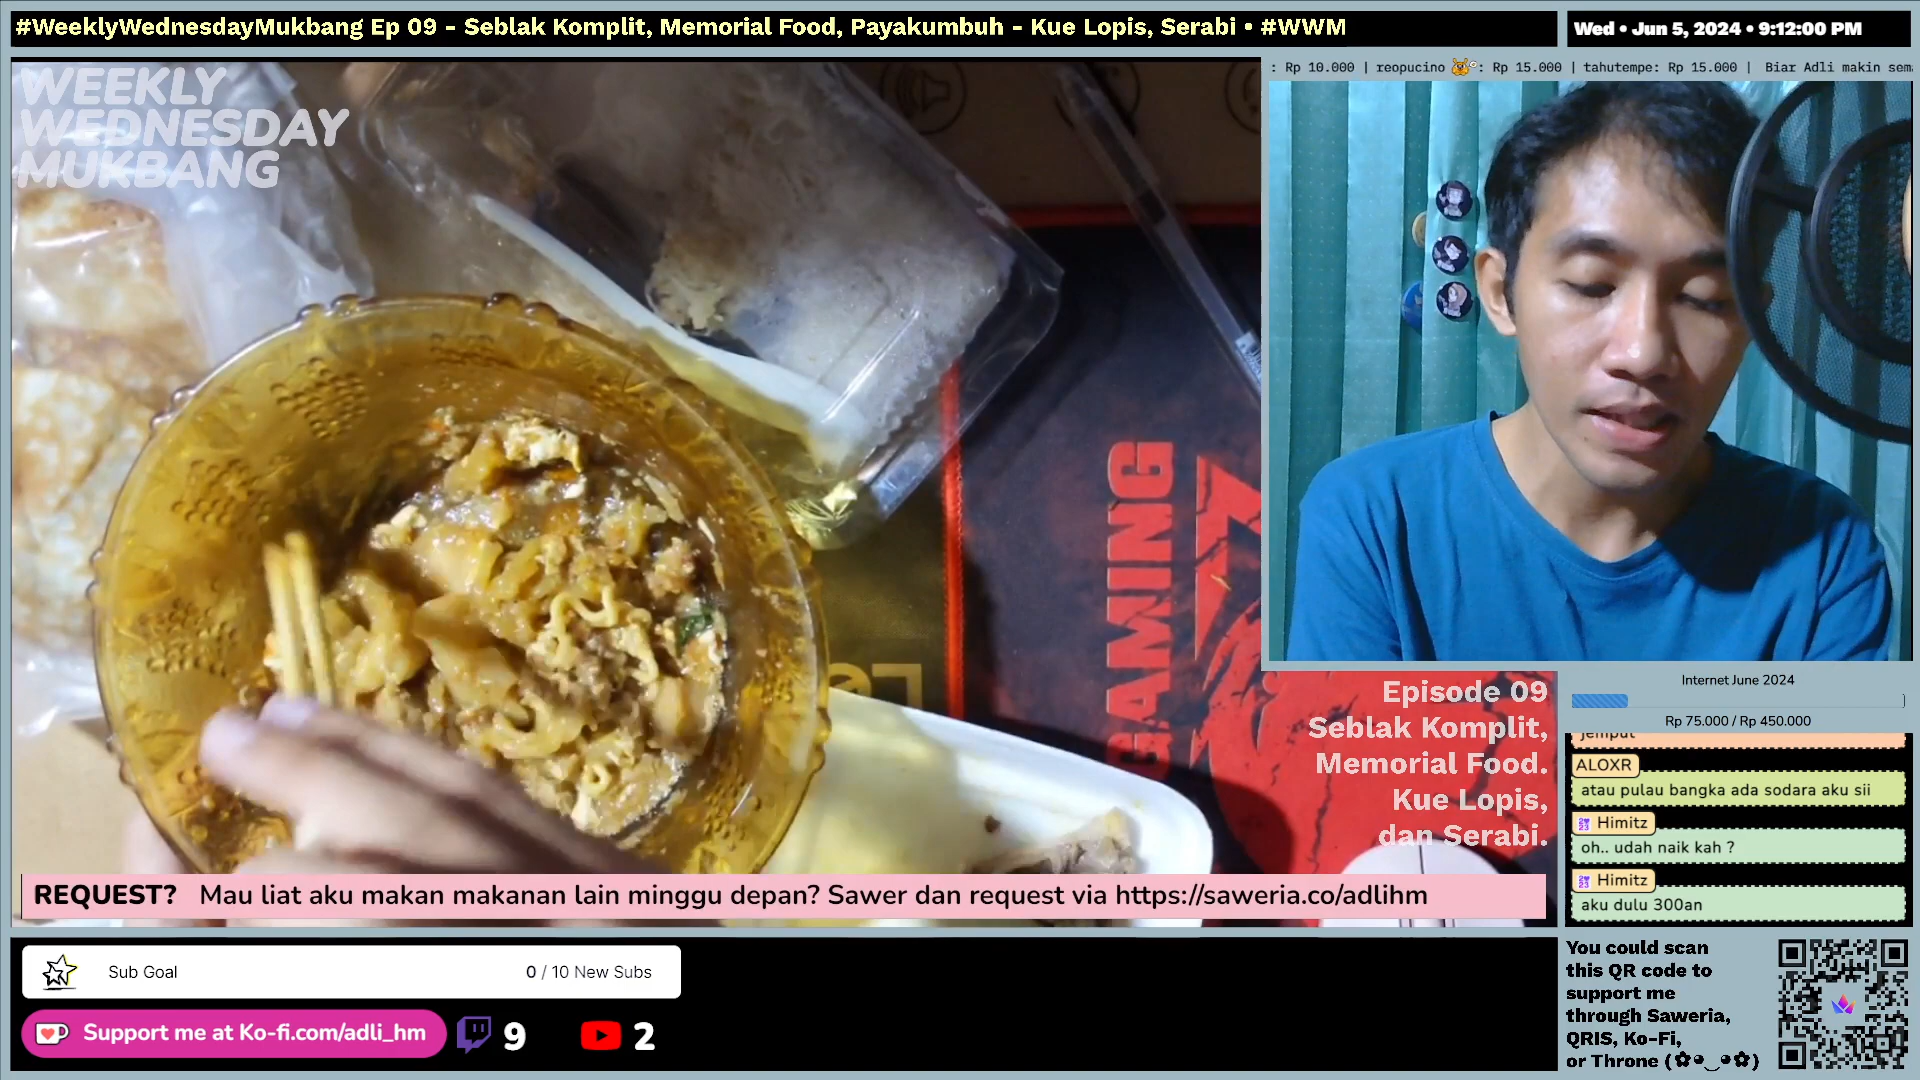 #WeeklyWednesdayMukbang Ep 09 - Seblak Komplit, Memorial Food, Payakumbuh - Kue Lopis, Serabi • #WWM
Wed • Jun 5, 2024 • 9:12:00 PM
: Rp 10.000 | reopucino : Rp 15.000 | tahutempe: Rp 15.000 | Biar Adli makin sem
WEEKLY
WEDNESDAY
MUKBANG
GAMING
Episode 09
Seblak Komplit,
Memorial Food.
Kue Lopis,
dan Serabi.
Internet June 2024
Rp 75.000 / Rp 450.000
jemput
ALOXR
atau pulau bangka ada sodara aku sii
Himitz
oh.. udah naik kah ?
Himitz
aku dulu 300an
REQUEST? Mau liat aku makan makanan lain minggu depan? Sawer dan request via https://saweria.co/adlihm
Sub Goal
0 / 10 New Subs
Support me at Ko-fi.com/adli_hm
9
2
You could scan
this QR code to
support me
through Saweria,
QRIS, Ko-Fi,
or Throne (✿◕‿◕✿)